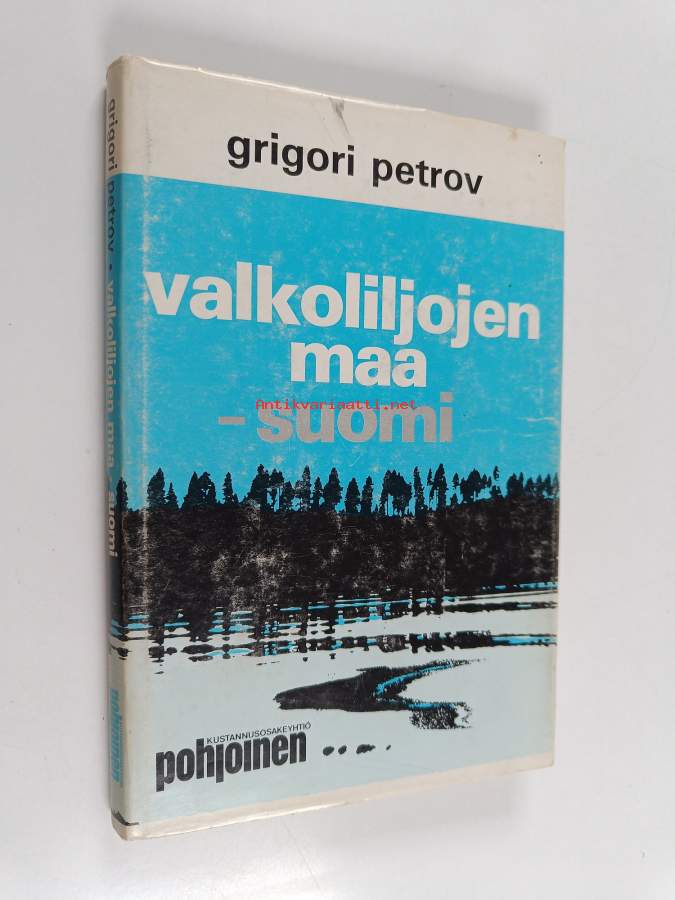 grigori petrov
valkoliljojen
maa
- suomi
Antikvariaatti.net
KUSTANNUSOSAKEYHTIÖ
pohjoinen
grigori petrov • valkoliljojen maa - suomi
pohjoinen